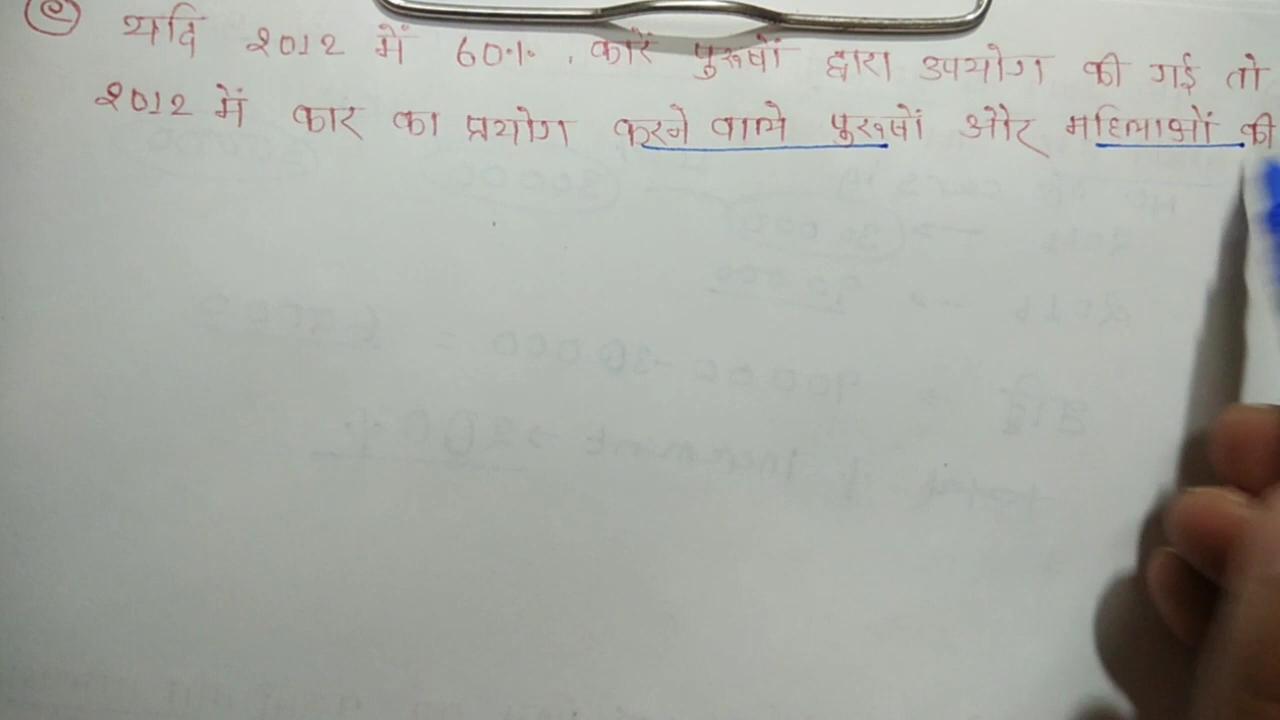 (e) यदि 2012 में 60% कारें पुरुषों द्वारा उपयोग की गई तो
2012 में कार का प्रयोग करने वाले पुरुषों और महिलाओं की